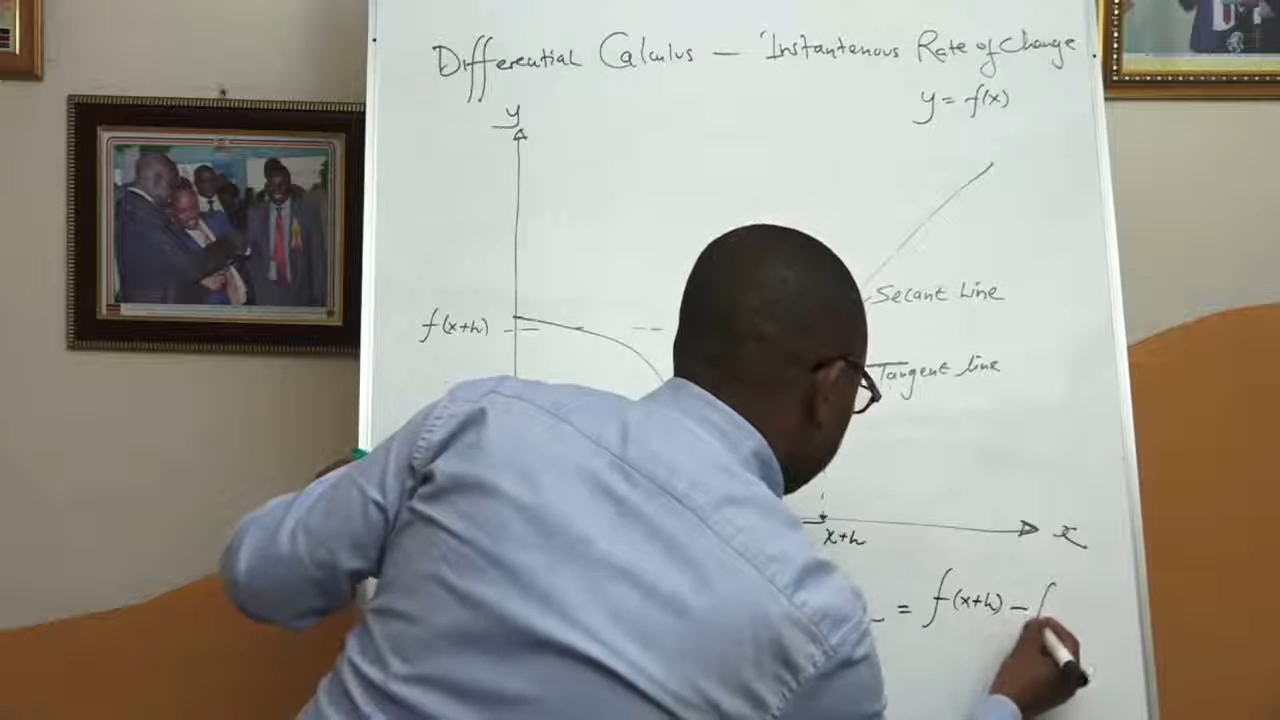 Differential Calculus — Instantenous Rate of Change.
y = f(x)
y
Secant Line
f(x+h)
Tangent line
x+h
x
= f(x+h) - f